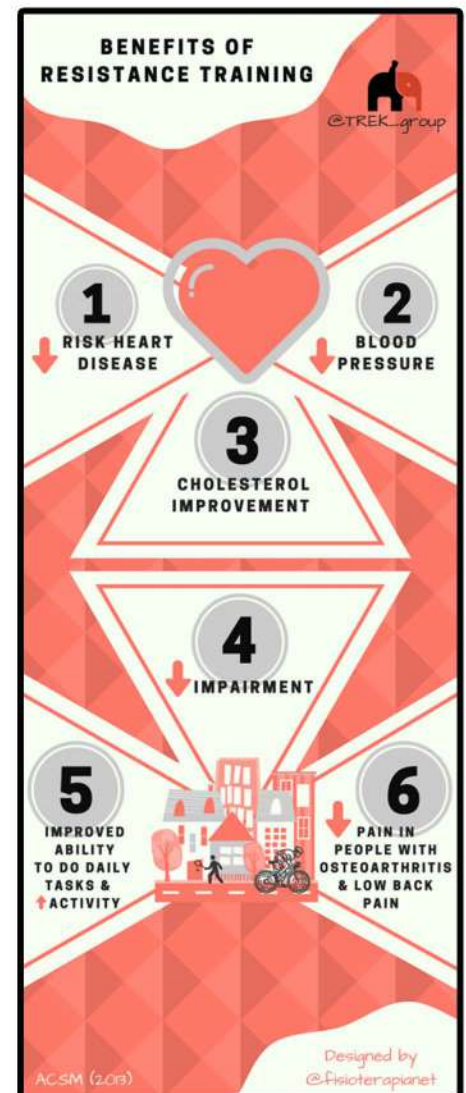 BENEFITS OF
RESISTANCE TRAINING
@TREK_group
1
RISK HEART
DISEASE
2
BLOOD
PRESSURE
3
CHOLESTEROL
IMPROVEMENT
4
IMPAIRMENT
5
IMPROVED
ABILITY
TO DO DAILY
TASKS &
ACTIVITY
6
PAIN IN
PEOPLE WITH
OSTEOARTHRITIS
& LOW BACK
PAIN
ACSM (2013)
Designed by
@fisioterapianet